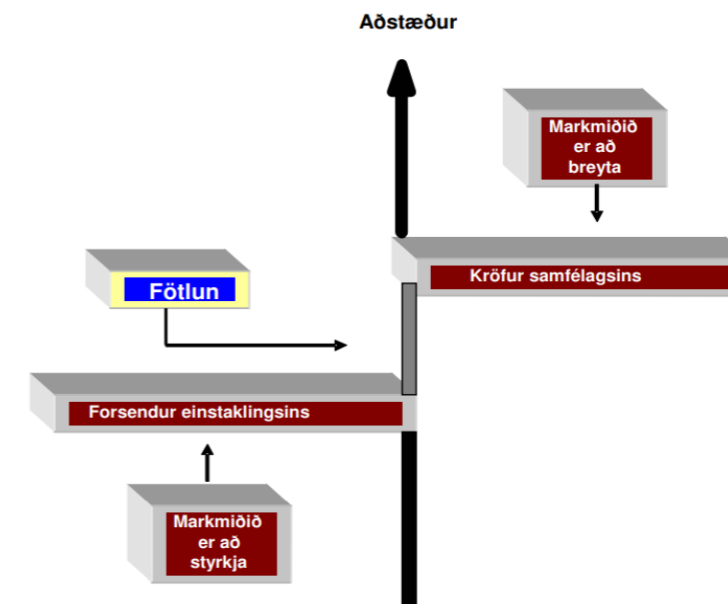 Aðstæður
Markmiðið
er að
breyta
Kröfur samfélagsins
Fötlun
Forsendur einstaklingsins
Markmiðið
er að
styrkja